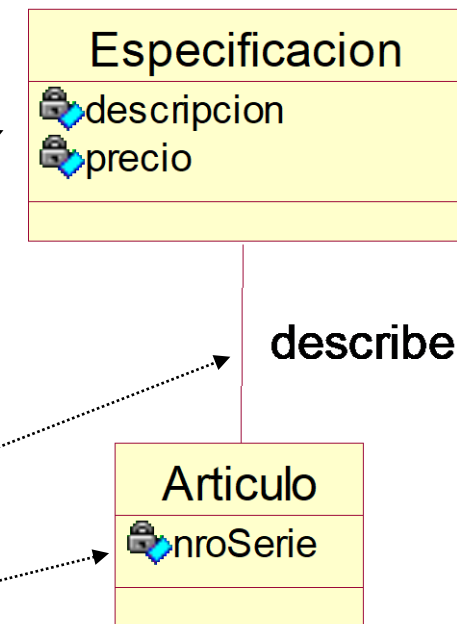 Especificacion
descripcion
precio
describe
Articulo
nroSerie